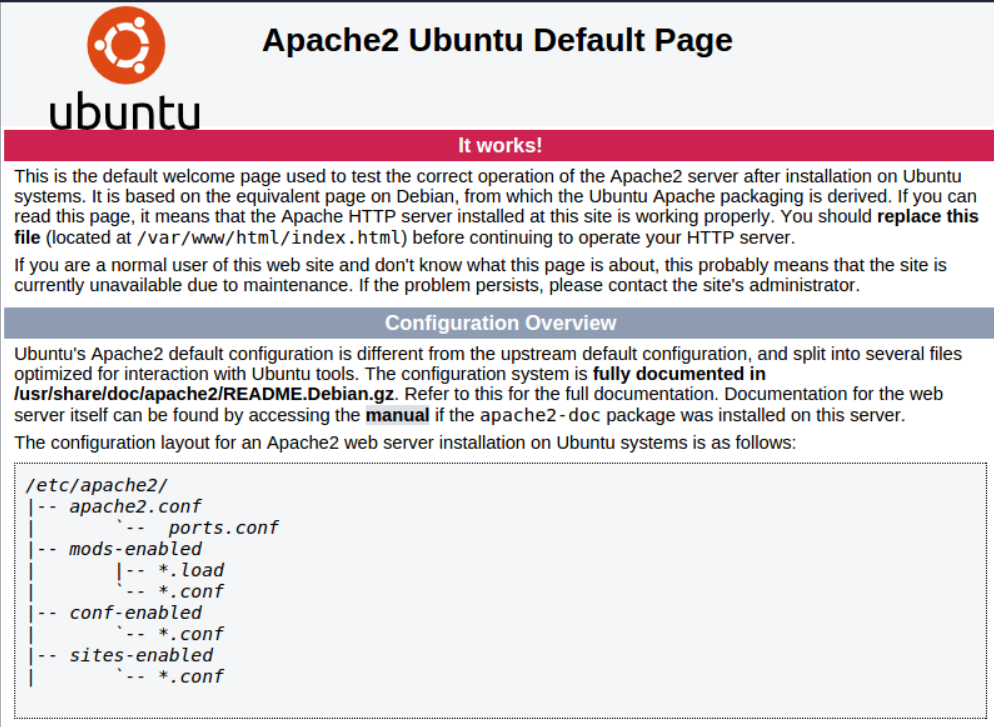 Apache2 Ubuntu Default Page
ubuntu
It works!
This is the default welcome page used to test the correct operation of the Apache2 server after installation on Ubuntu
systems. It is based on the equivalent page on Debian, from which the Ubuntu Apache packaging is derived. If you can
read this page, it means that the Apache HTTP server installed at this site is working properly. You should replace this
file (located at /var/www/html/index.html) before continuing to operate your HTTP server.
If you are a normal user of this web site and don't know what this page is about, this probably means that the site is
currently unavailable due to maintenance. If the problem persists, please contact the site's administrator.
Configuration Overview
Ubuntu's Apache2 default configuration is different from the upstream default configuration, and split into several files
optimized for interaction with Ubuntu tools. The configuration system is fully documented in
/usr/share/doc/apache2/README.Debian.gz. Refer to this for the full documentation. Documentation for the web
server itself can be found by accessing the manual if the apache2-doc package was installed on this server.
The configuration layout for an Apache2 web server installation on Ubuntu systems is as follows:
/etc/apache2/
|-- apache2.conf
|       `--  ports.conf
|-- mods-enabled
|       |-- *.load
|       `-- *.conf
|-- conf-enabled
|       `-- *.conf
|-- sites-enabled
|       `-- *.conf